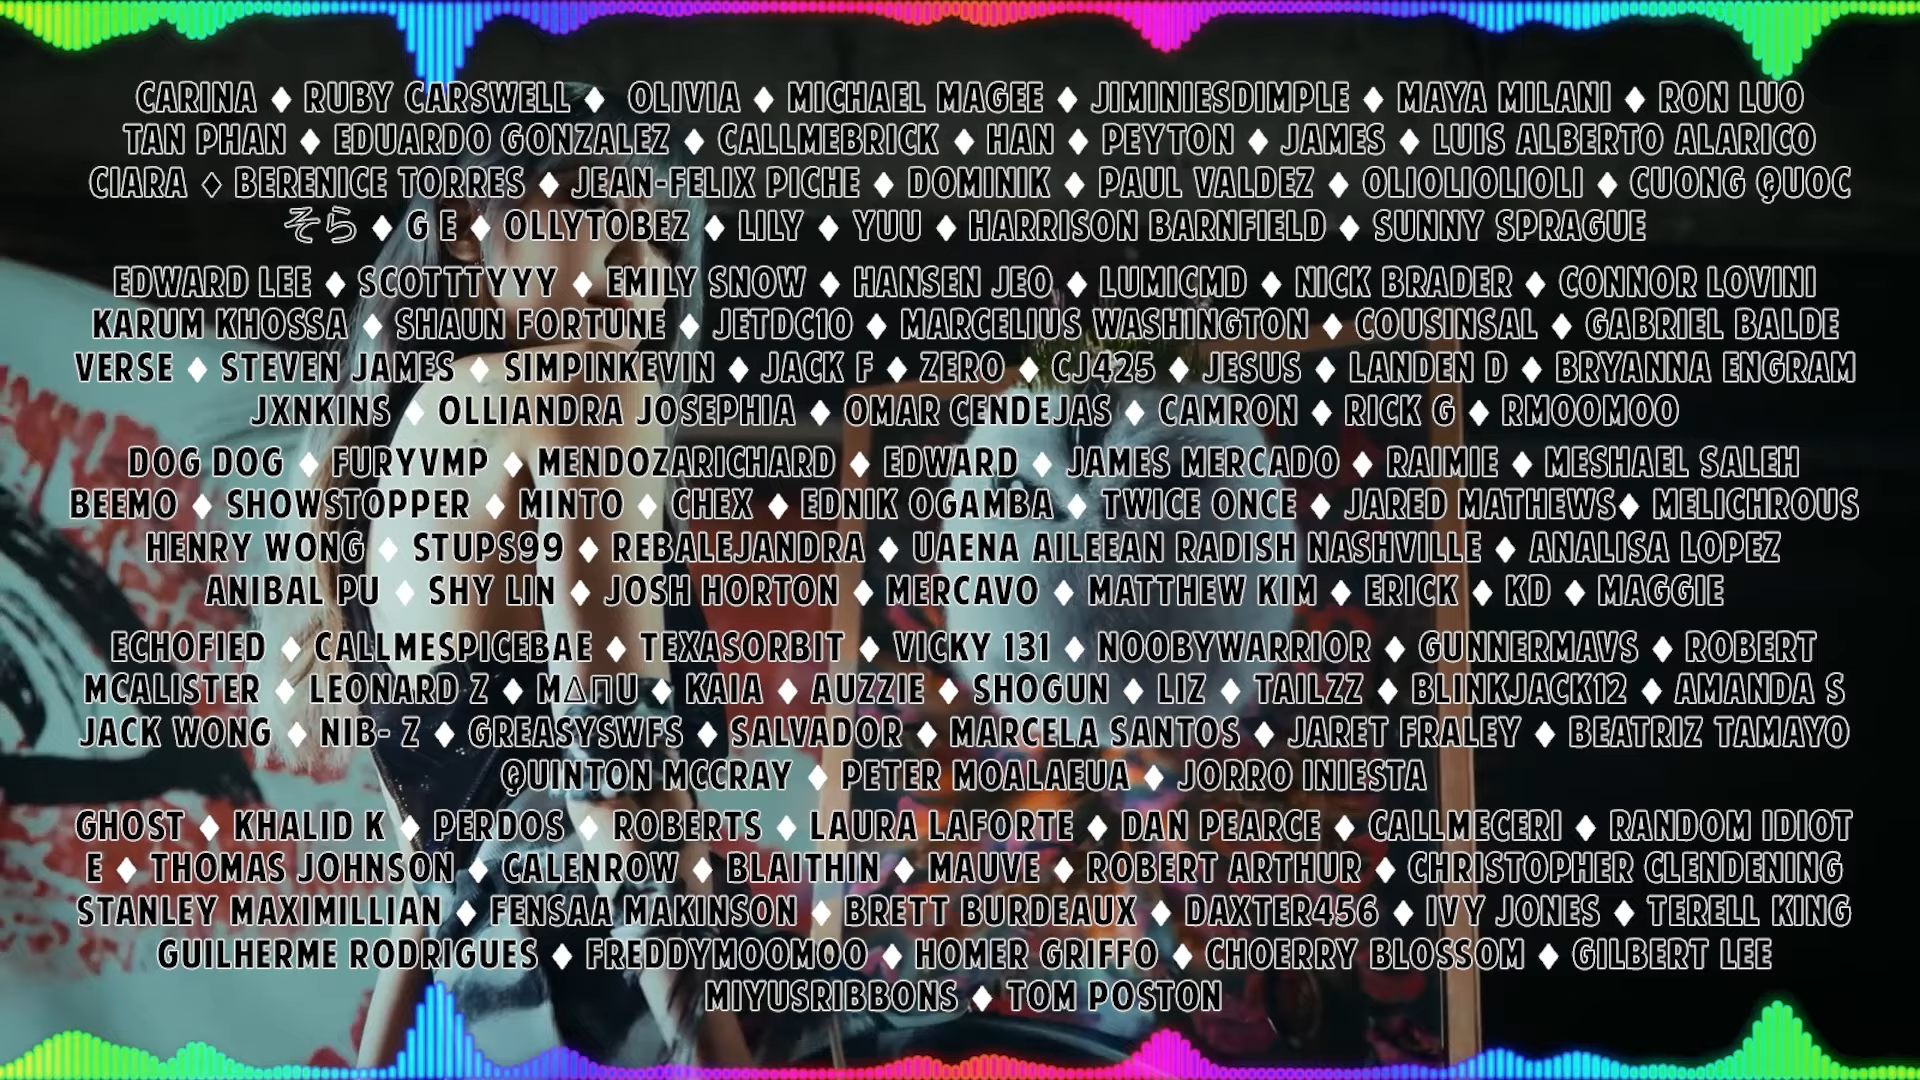 CARINA ♦ RUBY CARSWELL ♦ OLIVIA ♦ MICHAEL MAGEE ♦ JIMINIESDIMPLE ♦ MAYA MILANI ♦ RON LUO
TAN PHAN ♦ EDUARDO GONZALEZ ♦ CALLMEBRICK ♦ HAN ♦ PEYTON ♦ JAMES ♦ LUIS ALBERTO ALARICO
CIARA ♦ BERENICE TORRES ♦ JEAN-FELIX PICHE ♦ DOMINIK ♦ PAUL VALDEZ ♦ OLIOLIOLIOLI ♦ CUONG QUOC
そら ♦ G E ♦ OLLYTOBEZ ♦ LILY ♦ YUU ♦ HARRISON BARNFIELD ♦ SUNNY SPRAGUE
EDWARD LEE ♦ SCOTTTYYY ♦ EMILY SNOW ♦ HANSEN JEO ♦ LUMICMD ♦ NICK BRADER ♦ CONNOR LOVINI
KARUM KHOSSA ♦ SHAUN FORTUNE ♦ JETDC10 ♦ MARCELIUS WASHINGTON ♦ COUSINSAL ♦ GABRIEL BALDE
VERSE ♦ STEVEN JAMES ♦ SIMPINKEVIN ♦ JACK F ♦ ZERO ♦ CJ425 ♦ JESUS ♦ LANDEN D ♦ BRYANNA ENGRAM
JXNKINS ♦ OLLIANDRA JOSEPHIA ♦ OMAR CENDEJAS ♦ CAMRON ♦ RICK G ♦ RMOOMOO
DOG DOG ♦ FURYVMP ♦ MENDOZARICHARD ♦ EDWARD ♦ JAMES MERCADO ♦ RAIMIE ♦ MESHAEL SALEH
BEEMO ♦ SHOWSTOPPER ♦ MINTO ♦ CHEX ♦ EDNIK OGAMBA ♦ TWICE ONCE ♦ JARED MATHEWS♦ MELICHROUS
HENRY WONG ♦ STUPS99 ♦ REBALEJANDRA ♦ UAENA AILEEAN RADISH NASHVILLE ♦ ANALISA LOPEZ
ANIBAL PU ♦ SHY LIN ♦ JOSH HORTON ♦ MERCAVO ♦ MATTHEW KIM ♦ ERICK ♦ KD ♦ MAGGIE
ECHOFIED ♦ CALLMESPICEBAE ♦ TEXASORBIT ♦ VICKY 131 ♦ NOOBYWARRIOR ♦ GUNNERMAVS ♦ ROBERT
MCALISTER ♦ LEONARD Z ♦ MΔΠU ♦ KAIA ♦ AUZZIE ♦ SHOGUN ♦ LIZ ♦ TAILZZ ♦ BLINKJACK12 ♦ AMANDA S
JACK WONG ♦ NIB- Z ♦ GREASYSWFS ♦ SALVADOR ♦ MARCELA SANTOS ♦ JARET FRALEY ♦ BEATRIZ TAMAYO
QUINTON MCCRAY ♦ PETER MOALAEUA ♦ JORRO INIESTA
GHOST ♦ KHALID K ♦ PERDOS ♦ ROBERTS ♦ LAURA LAFORTE ♦ DAN PEARCE ♦ CALLMECERI ♦ RANDOM IDIOT
E ♦ THOMAS JOHNSON ♦ CALENROW ♦ BLAITHIN ♦ MAUVE ♦ ROBERT ARTHUR ♦ CHRISTOPHER CLENDENING
STANLEY MAXIMILLIAN ♦ FENSAA MAKINSON ♦ BRETT BURDEAUX ♦ DAXTER456 ♦ IVY JONES ♦ TERELL KING
GUILHERME RODRIGUES ♦ FREDDYMOOMOO ♦ HOMER GRIFFO ♦ CHOERRY BLOSSOM ♦ GILBERT LEE
MIYUSRIBBONS ♦ TOM POSTON